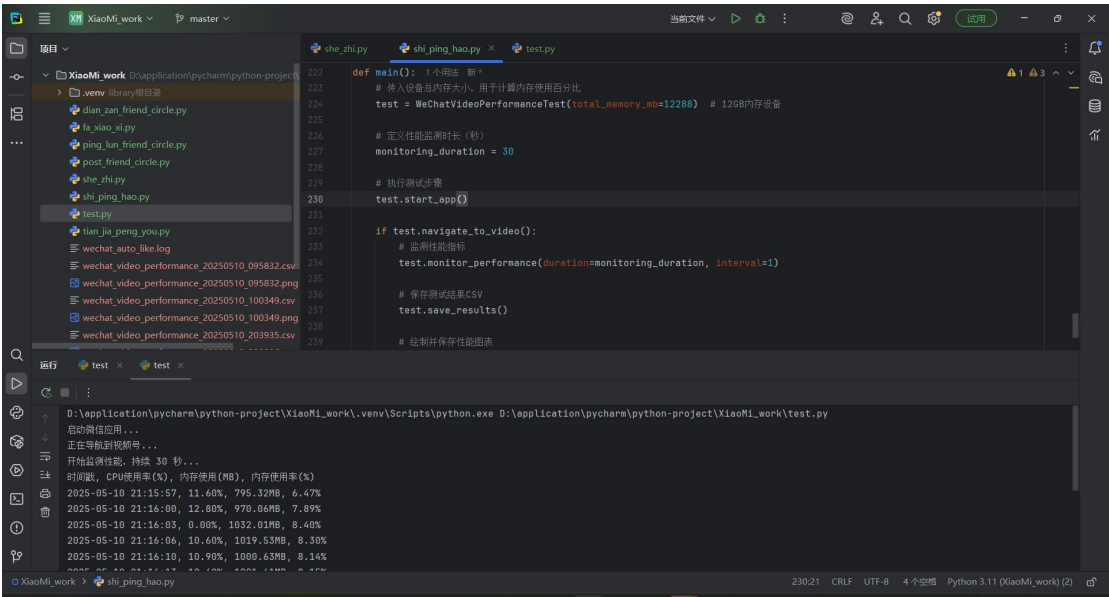 XM XiaoMi_work master 当前文件 试用
项目
she_zhi.py shi_ping_hao.py test.py
XiaoMi_work D:\application\pycharm\python-project\
.venv library根目录
dian_zan_friend_circle.py
fa_xiao_xi.py
ping_lun_friend_circle.py
post_friend_circle.py
she_zhi.py
shi_ping_hao.py
test.py
tian_jia_peng_you.py
wechat_auto_like.log
wechat_video_performance_20250510_095832.csv
wechat_video_performance_20250510_095832.png
wechat_video_performance_20250510_100349.csv
wechat_video_performance_20250510_100349.png
wechat_video_performance_20250510_203935.csv
222 def main(): 1个用法 新*
1 3
223 # 传入设备总内存大小，用于计算内存使用百分比
224 test = WeChatVideoPerformanceTest(total_memory_mb=12288) # 12GB内存设备
225
226 # 定义性能监测时长（秒）
227 monitoring_duration = 30
228
229 # 执行测试步骤
230 test.start_app()
231
232 if test.navigate_to_video():
233 # 监测性能指标
234 test.monitor_performance(duration=monitoring_duration, interval=1)
235
236 # 保存测试结果CSV
237 test.save_results()
238
239 # 绘制并保存性能图表
运行 test test
D:\application\pycharm\python-project\XiaoMi_work\.venv\Scripts\python.exe D:\application\pycharm\python-project\XiaoMi_work\test.py
启动微信应用...
正在导航到视频号...
开始监测性能，持续 30 秒...
时间戳, CPU使用率(%), 内存使用(MB), 内存使用率(%)
2025-05-10 21:15:57, 11.60%, 795.32MB, 6.47%
2025-05-10 21:16:00, 12.80%, 970.06MB, 7.89%
2025-05-10 21:16:03, 0.00%, 1032.01MB, 8.40%
2025-05-10 21:16:06, 10.60%, 1019.53MB, 8.30%
2025-05-10 21:16:10, 10.90%, 1000.63MB, 8.14%
XiaoMi_work > shi_ping_hao.py 230:21 CRLF UTF-8 4个空格 Python 3.11 (XiaoMi_work) (2)